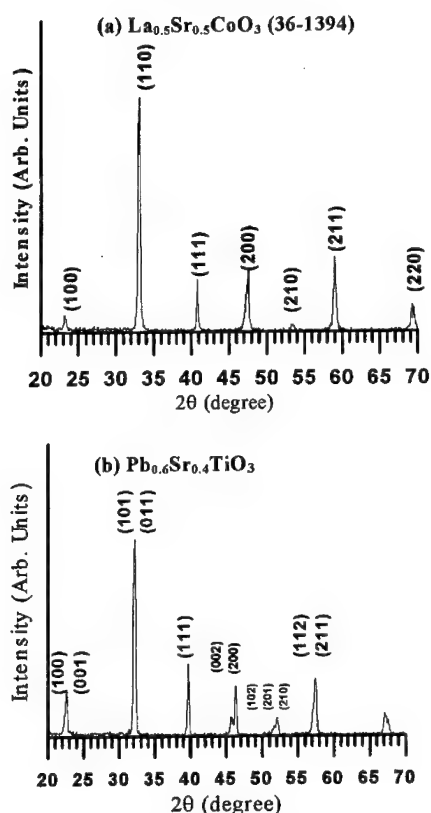 (a) La₀.₅Sr₀.₅CoO₃ (36-1394)
Intensity (Arb. Units)
(100)
(110)
(111)
(200)
(210)
(211)
(220)
20 25 30 35 40 45 50 55 60 65 70
2θ (degree)
(b) Pb₀.₆Sr₀.₄TiO₃
Intensity (Arb. Units)
(100)
(001)
(101)
(011)
(111)
(002)
(200)
(102)
(201)
(210)
(112)
(211)
20 25 30 35 40 45 50 55 60 65 70
2θ (degree)